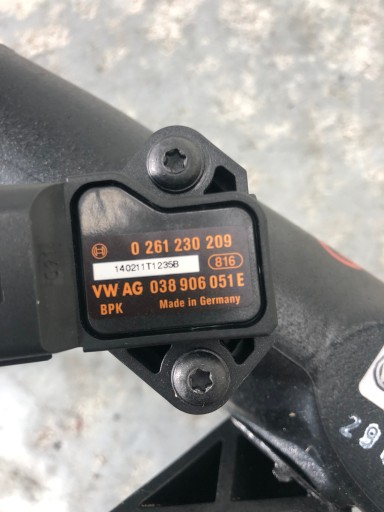 0 261 230 209
140211T1235B 816
VW AG 038 906 051 E
BPK Made in Germany